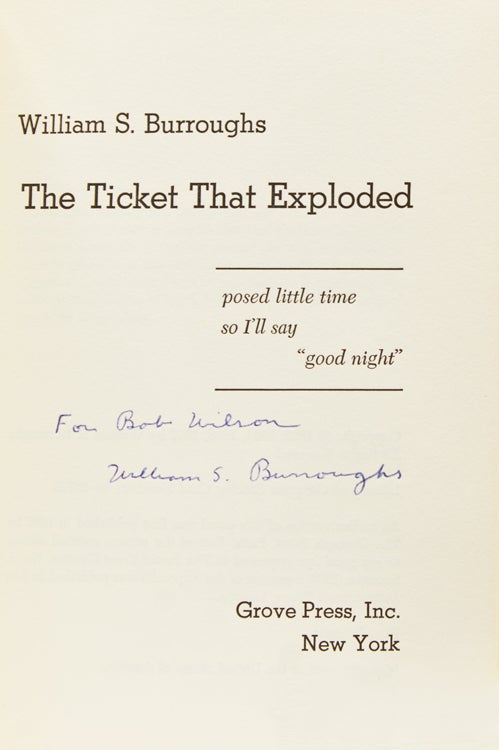 William S. Burroughs
The Ticket That Exploded
posed little time
so I'll say
“good night”
For Bob Wilson
William S. Burroughs
Grove Press, Inc.
New York